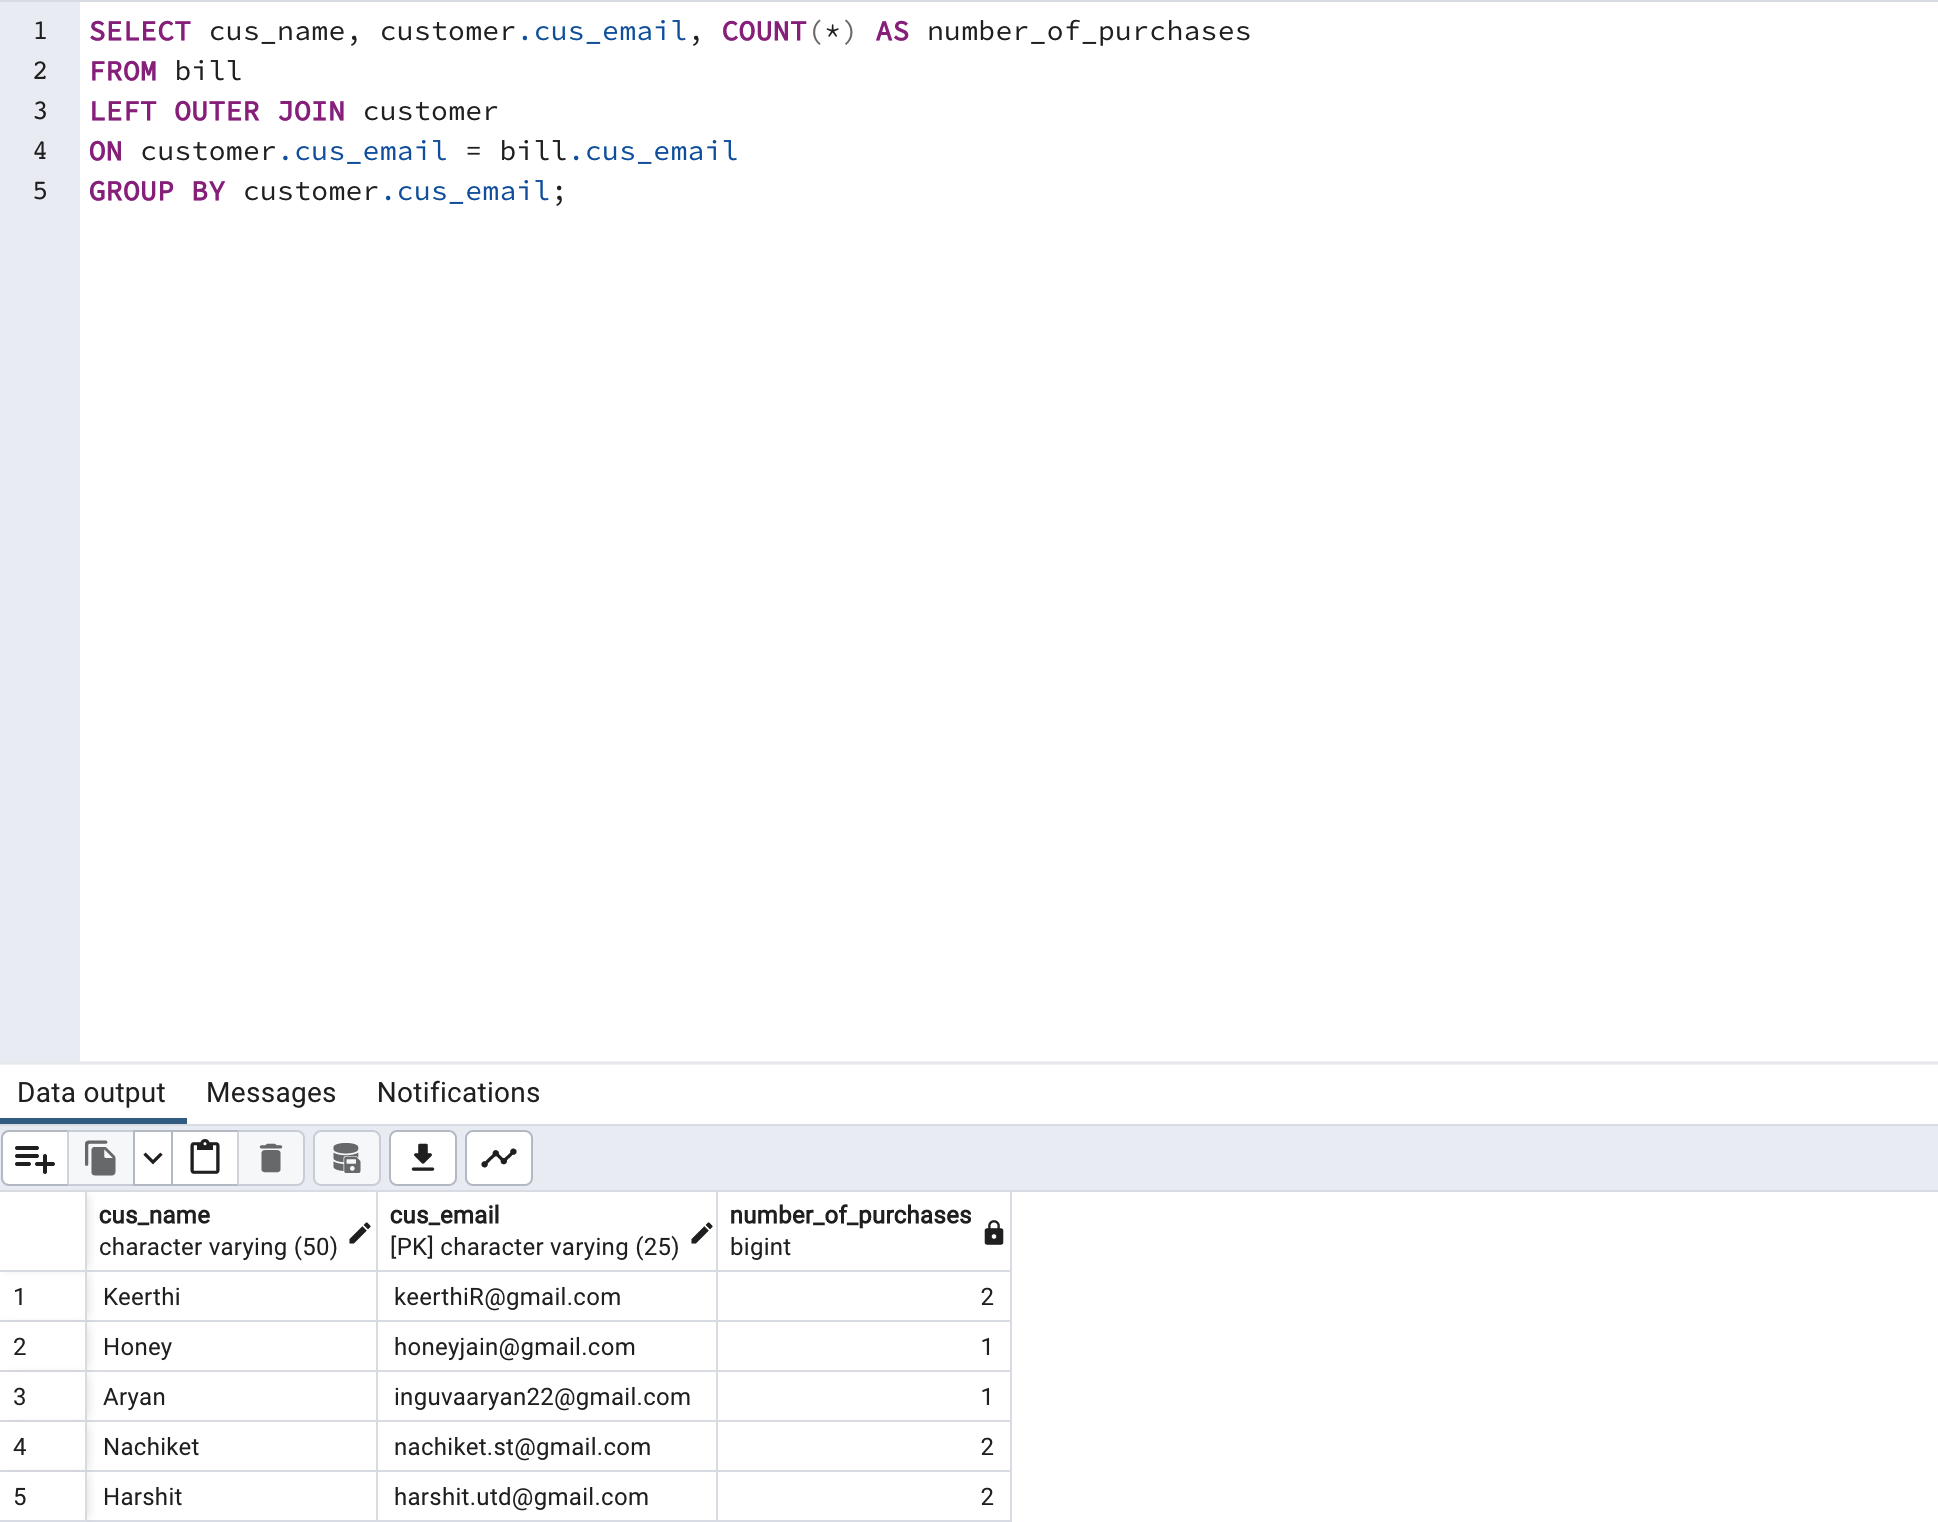 1 SELECT cus_name, customer.cus_email, COUNT(*) AS number_of_purchases
2 FROM bill
3 LEFT OUTER JOIN customer
4 ON customer.cus_email = bill.cus_email
5 GROUP BY customer.cus_email;
Data output Messages Notifications
cus_name cus_email number_of_purchases
character varying (50) [PK] character varying (25) bigint
1 Keerthi keerthiR@gmail.com 2
2 Honey honeyjain@gmail.com 1
3 Aryan inguvaaryan22@gmail.com 1
4 Nachiket nachiket.st@gmail.com 2
5 Harshit harshit.utd@gmail.com 2